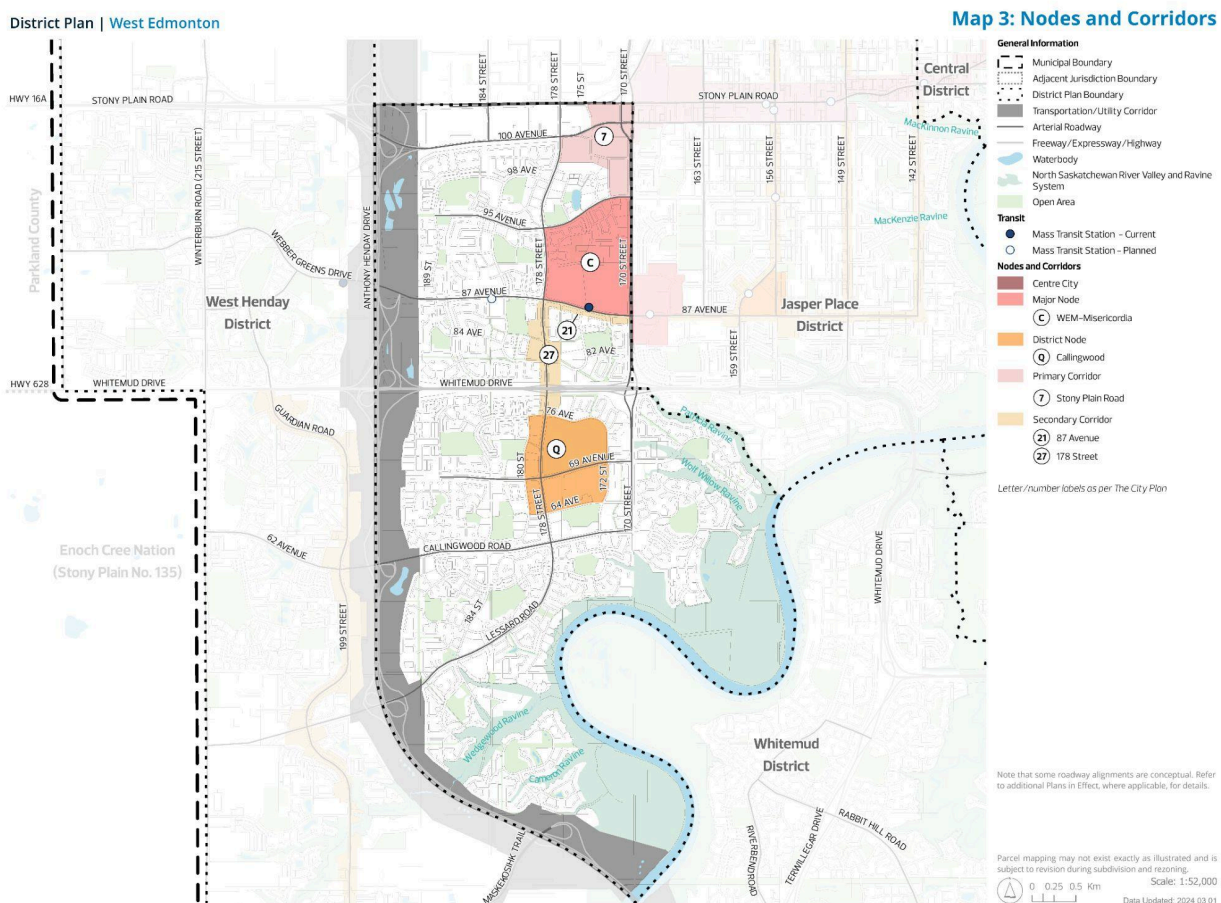 District Plan | West Edmonton
Map 3: Nodes and Corridors
General Information
Municipal Boundary
Adjacent Jurisdiction Boundary
District Plan Boundary
Transportation/Utility Corridor
Arterial Roadway
Freeway/Expressway/Highway
Waterbody
North Saskatchewan River Valley and Ravine
System
Open Area
Transit
Mass Transit Station - Current
Mass Transit Station - Planned
Nodes and Corridors
Centre City
Major Node
C WEM-Misericordia
District Node
Q Callingwood
Primary Corridor
7 Stony Plain Road
Secondary Corridor
21 87 Avenue
27 178 Street
Letter/number labels as per The City Plan
Note that some roadway alignments are conceptual. Refer
to additional Plans in Effect, where applicable, for details.
Parcel mapping may not exist exactly as illustrated and is
subject to revision during subdivision and rezoning.
Scale: 1:52,000
0 0.25 0.5 Km
Data Updated: 2024 03 01
HWY 16A
STONY PLAIN ROAD
184 STREET
178 STREET
175 ST
170 STREET
STONY PLAIN ROAD
Central
District
MacKinnon Ravine
100 AVENUE
7
98 AVE
163 STREET
156 STREET
149 STREET
142 STREET
Parkland County
WINTERBURN ROAD (215 STREET)
95 AVENUE
MacKenzie Ravine
WEBBER GREENS DRIVE
ANTHONY HENDAY DRIVE
189 ST
178 STREET
C
170 STREET
West Henday
District
87 AVENUE
87 AVENUE
Jasper Place
District
84 AVE
21
27
82 AVE
159 STREET
HWY 628
WHITEMUD DRIVE
WHITEMUD DRIVE
GUARDIAN ROAD
76 AVE
Patricia Ravine
Q
180 ST
69 AVENUE
172 ST
Wolf Willow Ravine
64 AVE
178 STREET
170 STREET
62 AVENUE
CALLINGWOOD ROAD
Enoch Cree Nation
(Stony Plain No. 135)
WHITEMUD DRIVE
199 STREET
184 ST
LESSARD ROAD
Wedgewood Ravine
Cameron Ravine
Whitemud
District
MASKEKOSIHK TRAIL
RIVERBEND ROAD
TERWILLEGAR DRIVE
RABBIT HILL ROAD